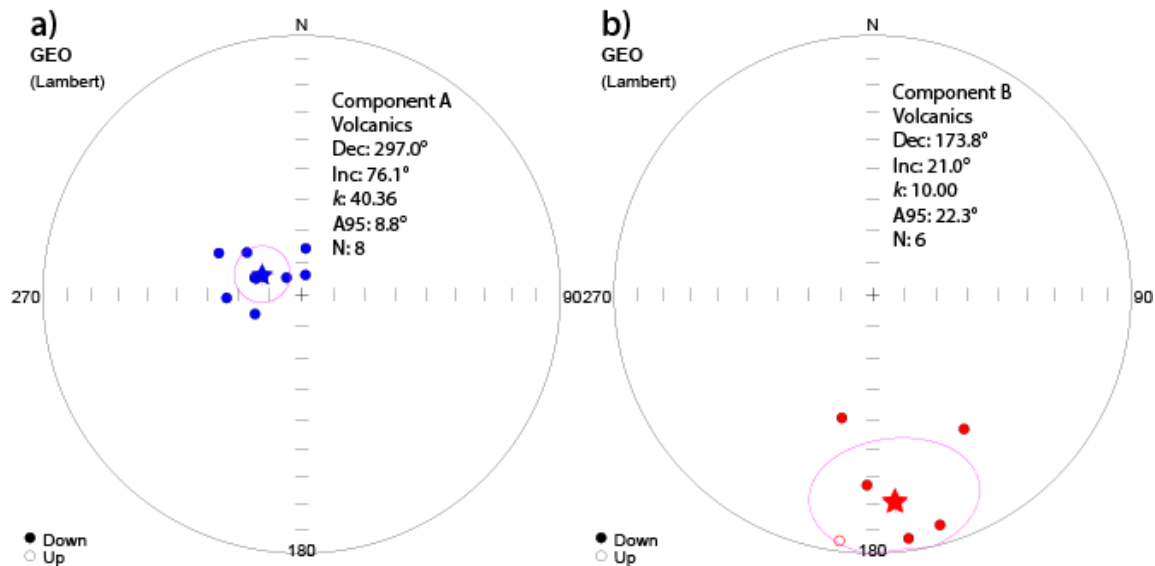 a)
GEO
(Lambert)
N
Component A
Volcanics
Dec: 297.0°
Inc: 76.1°
k: 40.36
A95: 8.8°
N: 8
270
90
180
Down
Up
b)
GEO
(Lambert)
N
Component B
Volcanics
Dec: 173.8°
Inc: 21.0°
k: 10.00
A95: 22.3°
N: 6
270
90
180
Down
Up